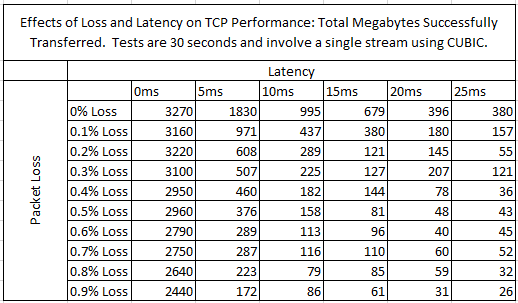 Effects of Loss and Latency on TCP Performance: Total Megabytes Successfully
Transferred. Tests are 30 seconds and involve a single stream using CUBIC.
Latency
0ms 5ms 10ms 15ms 20ms 25ms
Packet Loss
0% Loss 3270 1830 995 679 396 380
0.1% Loss 3160 971 437 380 180 157
0.2% Loss 3220 608 289 121 145 55
0.3% Loss 3100 507 225 127 207 121
0.4% Loss 2950 460 182 144 78 36
0.5% Loss 2960 376 158 81 48 43
0.6% Loss 2790 289 113 96 40 45
0.7% Loss 2750 287 116 110 60 52
0.8% Loss 2640 223 79 85 59 32
0.9% Loss 2440 172 86 61 31 26